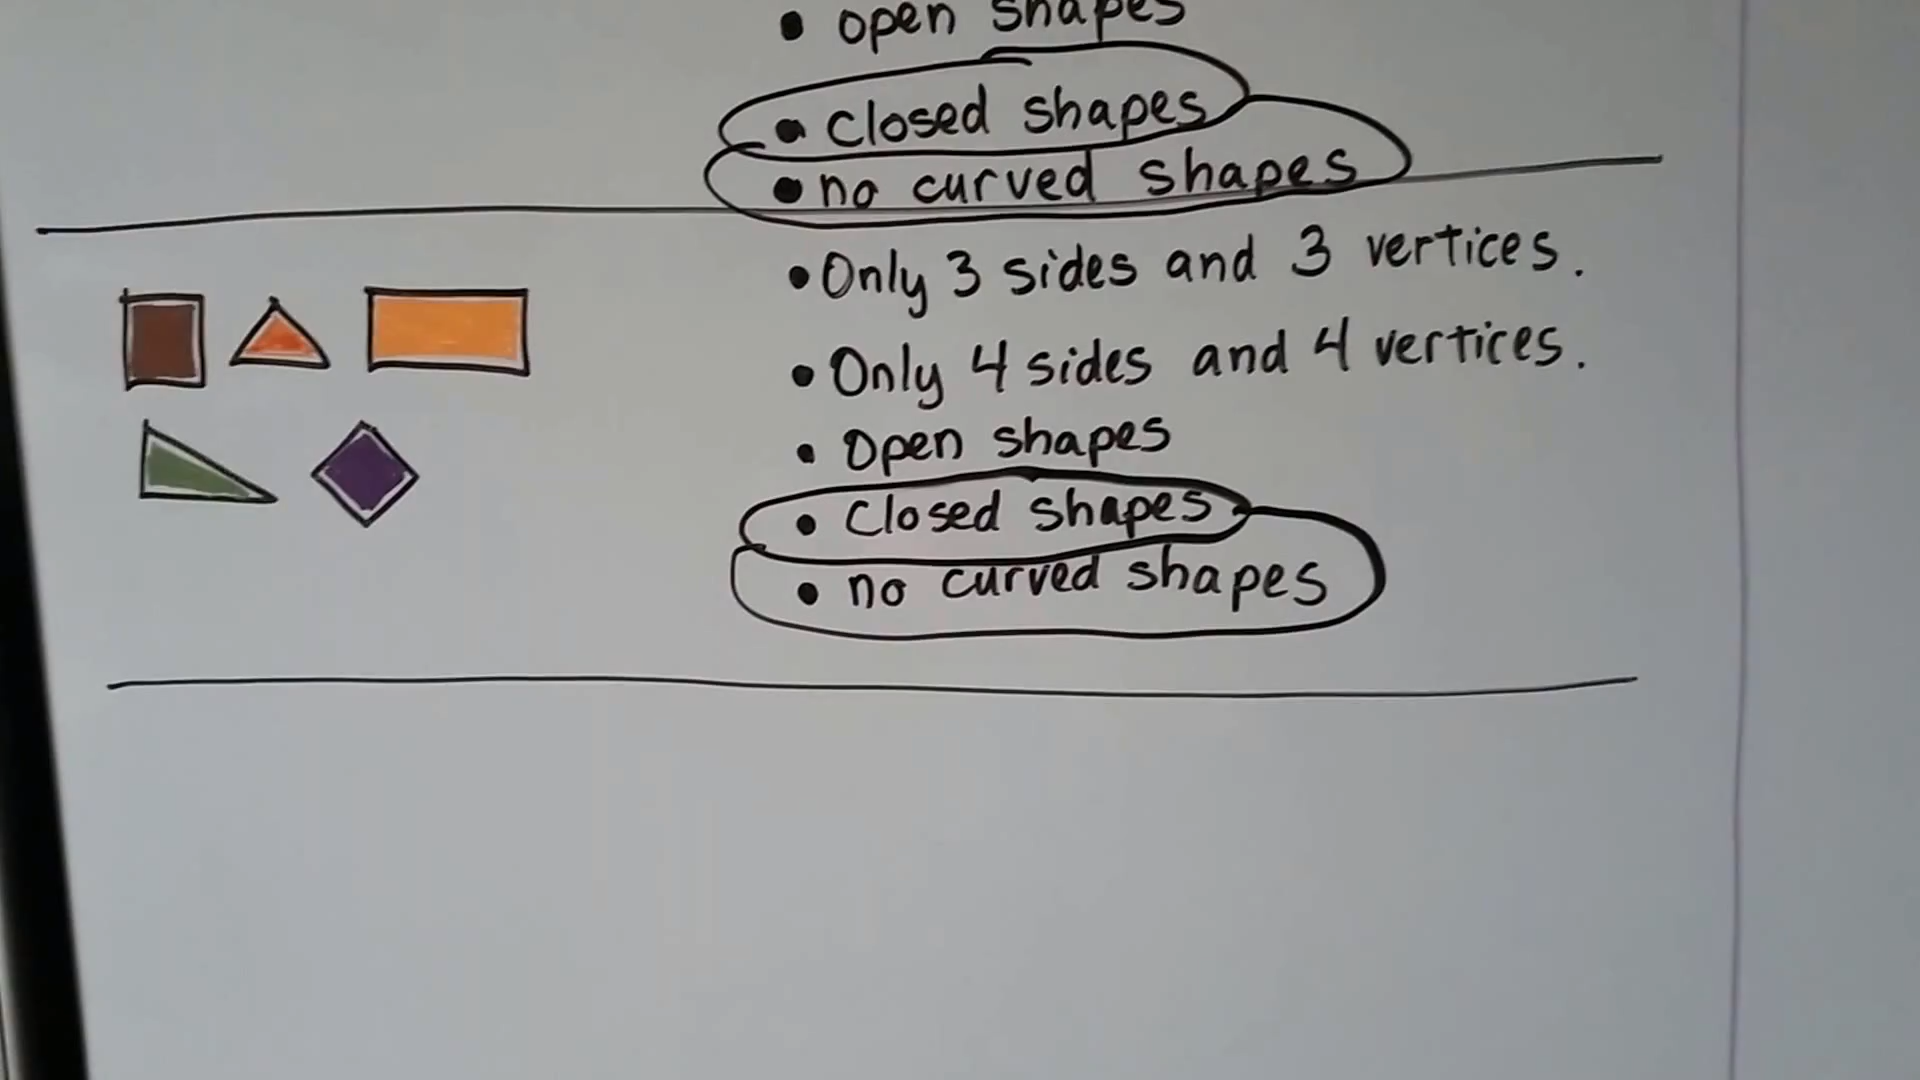 • open shapes
• Closed shapes
• no curved shapes
• Only 3 sides and 3 vertices.
• Only 4 sides and 4 vertices.
• Open shapes
• Closed shapes
• no curved shapes